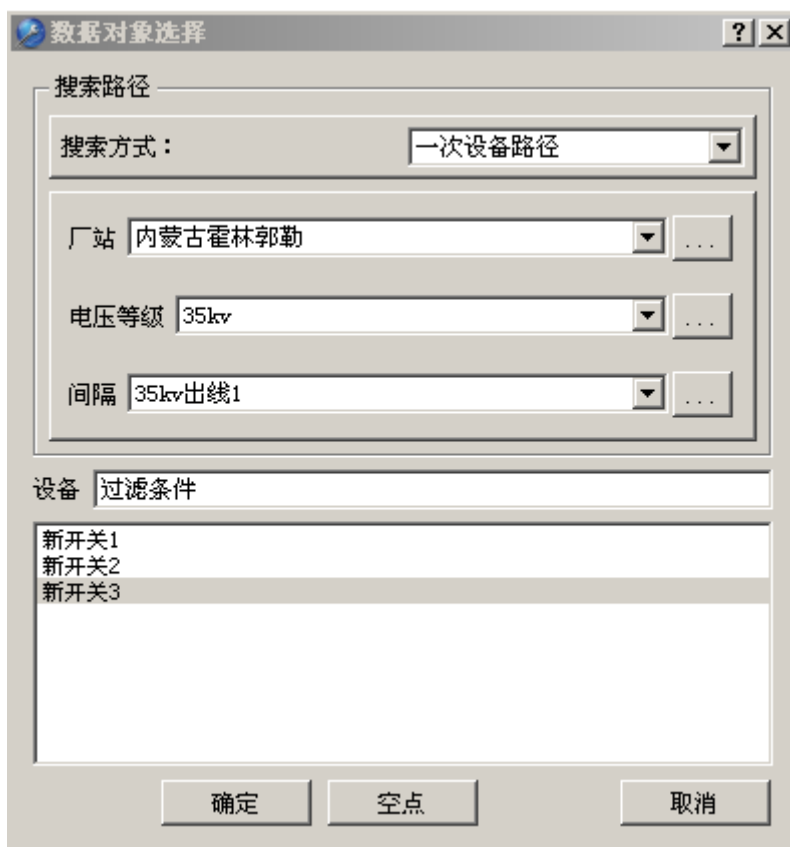 数据对象选择
搜索路径
搜索方式： 一次设备路径
厂站 内蒙古霍林郭勒 ...
电压等级 35kv ...
间隔 35kv出线1 ...
设备 过滤条件
新开关1
新开关2
新开关3
确定 空点 取消